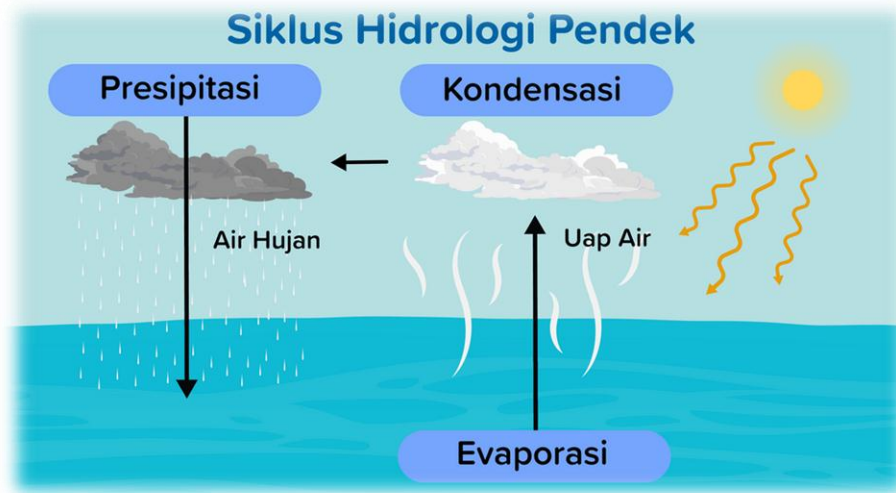 Siklus Hidrologi Pendek
Presipitasi
Kondensasi
Air Hujan
Uap Air
Evaporasi